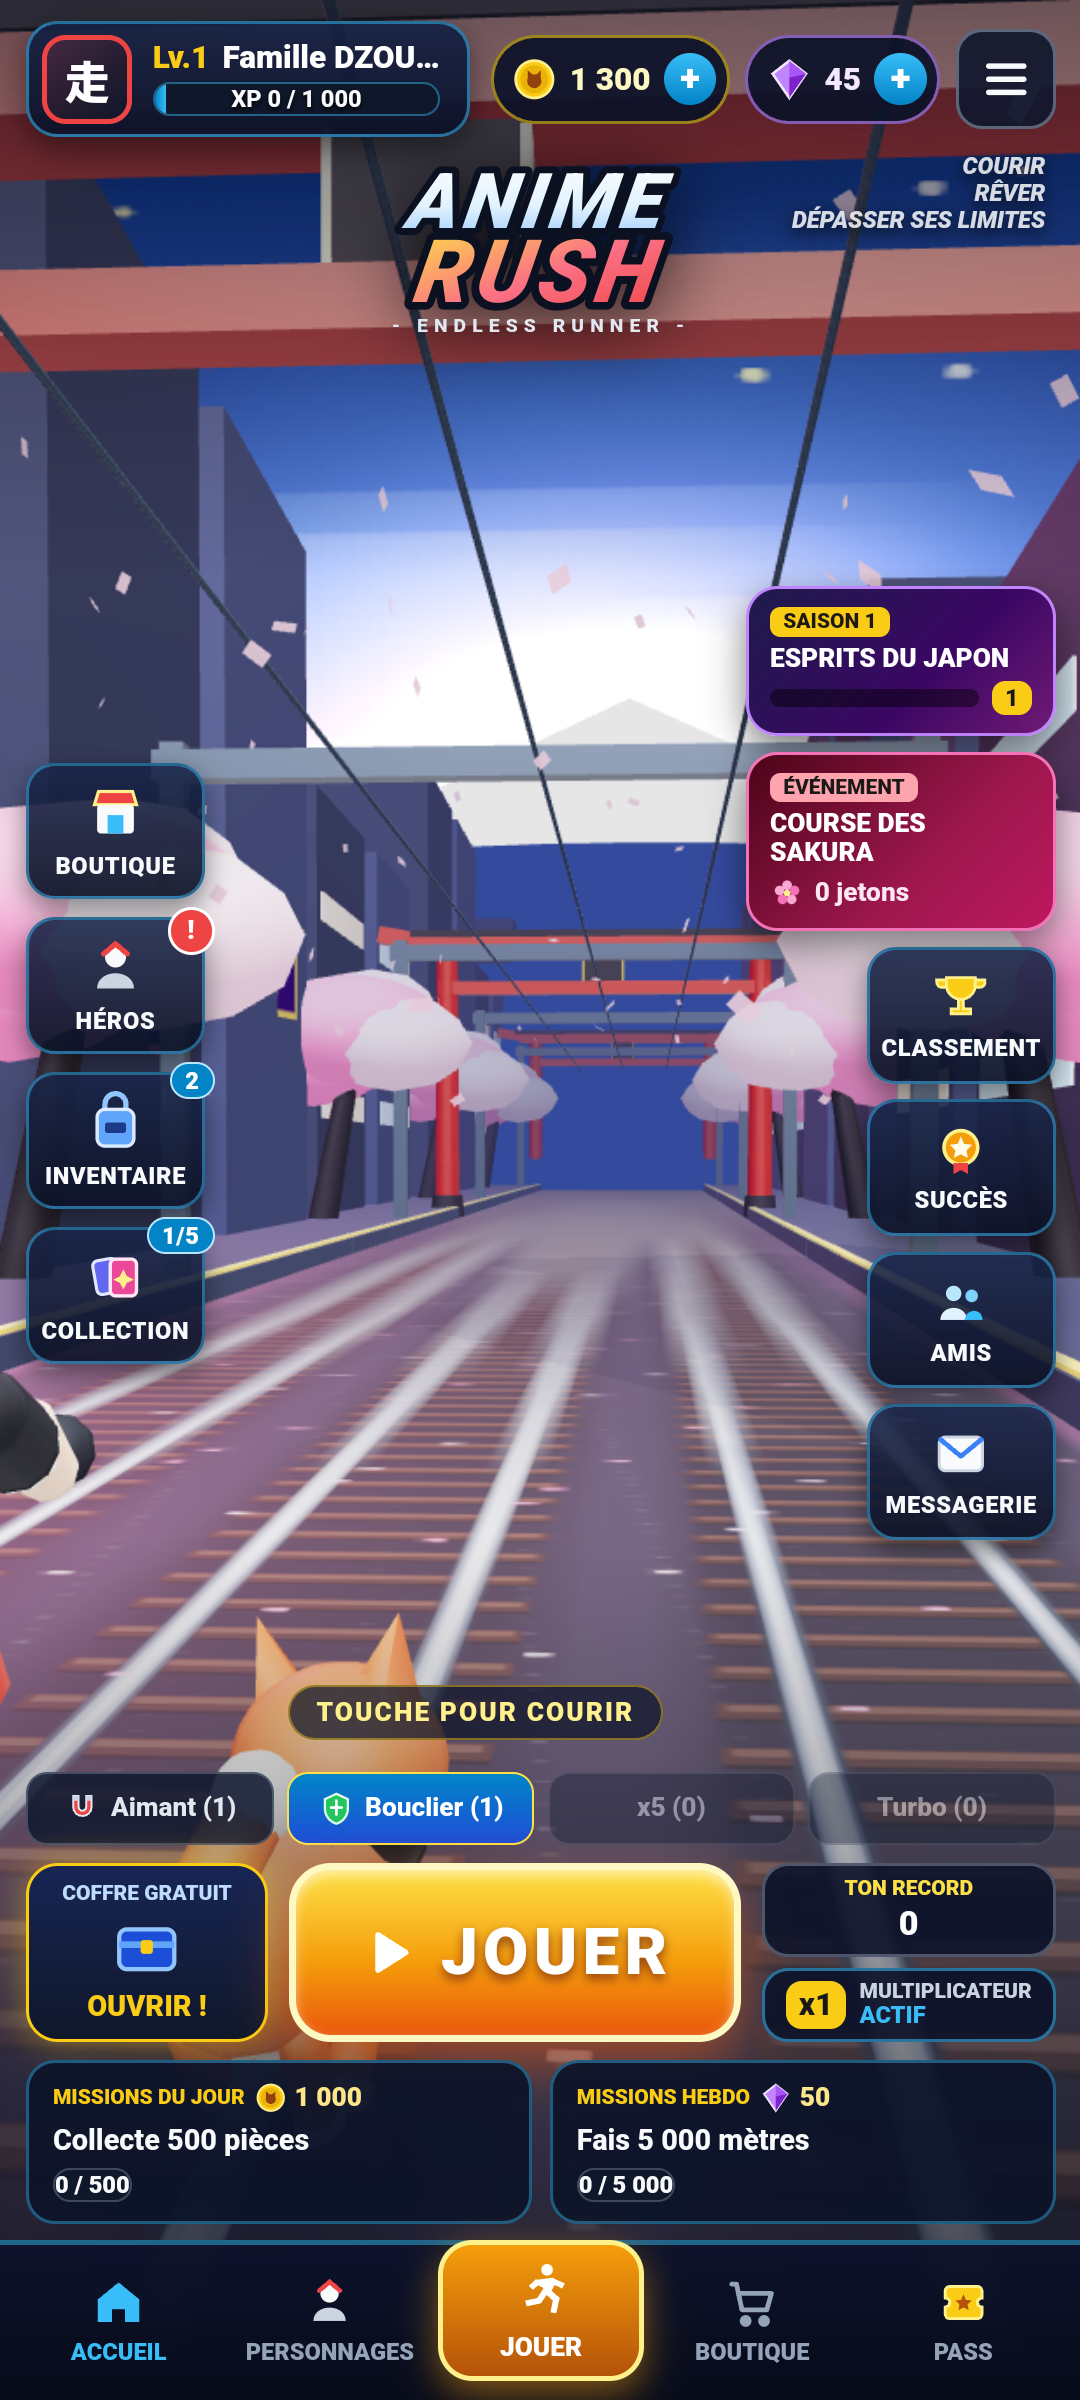 走
Lv.1 Famille DZOU...
XP 0 / 1 000
1 300
45
COURIR
RÊVER
DÉPASSER SES LIMITES
ANIME
RUSH
- ENDLESS RUNNER -
SAISON 1
ESPRITS DU JAPON
1
ÉVÉNEMENT
COURSE DES
SAKURA
0 jetons
BOUTIQUE
!
HÉROS
2
INVENTAIRE
1/5
COLLECTION
CLASSEMENT
SUCCÈS
AMIS
MESSAGERIE
TOUCHE POUR COURIR
Aimant (1)
Bouclier (1)
x5 (0)
Turbo (0)
COFFRE GRATUIT
OUVRIR !
JOUER
TON RECORD
0
x1
MULTIPLICATEUR
ACTIF
MISSIONS DU JOUR 1 000
Collecte 500 pièces
0 / 500
MISSIONS HEBDO 50
Fais 5 000 mètres
0 / 5 000
ACCUEIL
PERSONNAGES
JOUER
BOUTIQUE
PASS